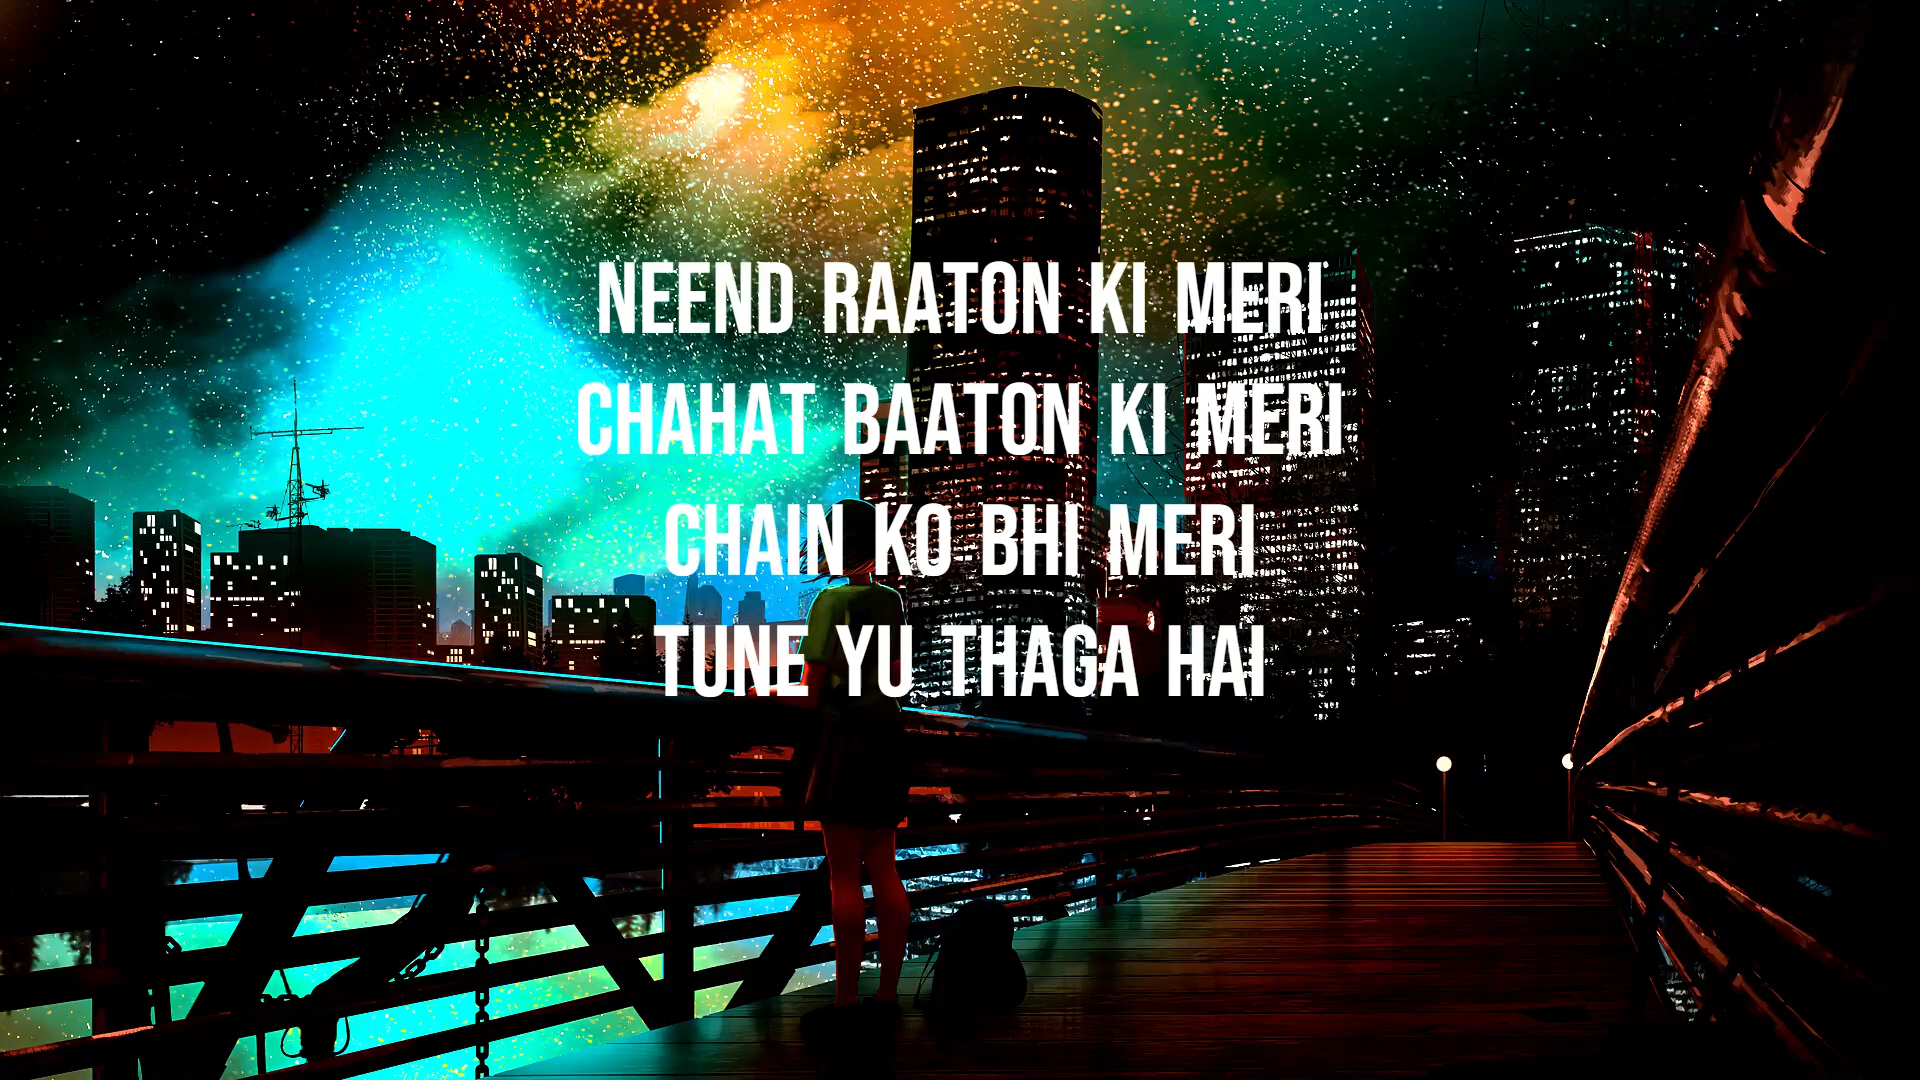 NEEND RAATON KI MERI
CHAHAT BAATON KI MERI
CHAIN KO BHI MERI
TUNE YU THAGA HAI